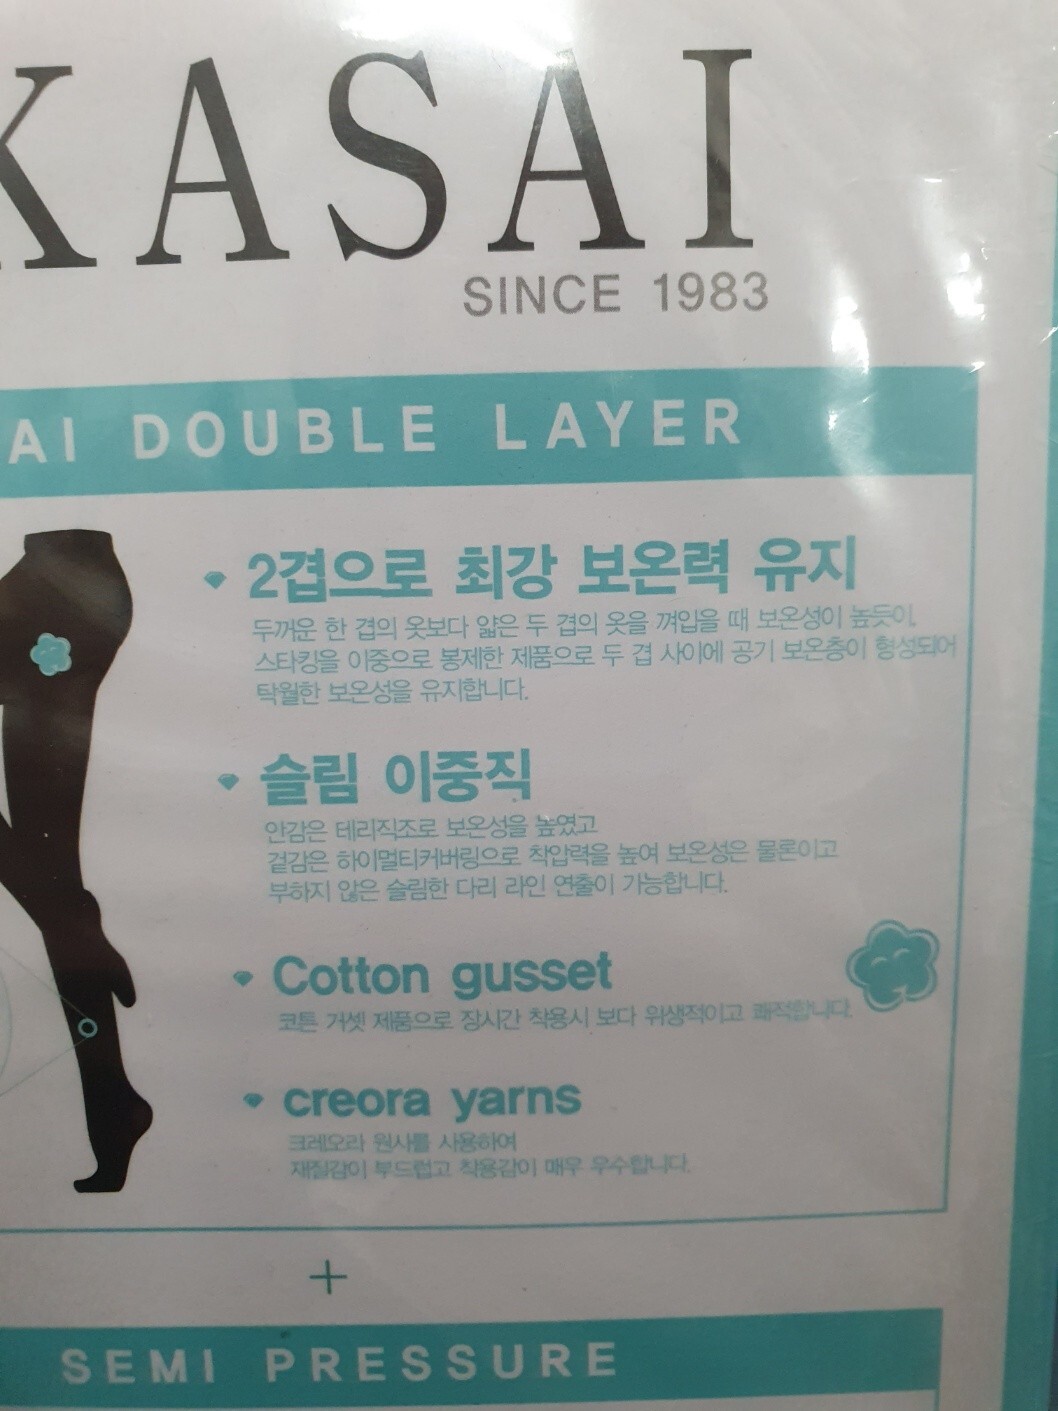 KASAI
SINCE 1983
AI DOUBLE LAYER
2겹으로 최강 보온력 유지
두꺼운 한 겹의 옷보다 얇은 두 겹의 옷을 껴입을 때 보온성이 높듯이,
스타킹을 이중으로 봉제한 제품으로 두 겹 사이에 공기 보온층이 형성되어
탁월한 보온성을 유지합니다.
슬림 이중직
안감은 테리직조로 보온성을 높였고
겉감은 하이멀티커버링으로 착압력을 높여 보온성은 물론이고
부하지 않은 슬림한 다리 라인 연출이 가능합니다.
Cotton gusset
코튼 거셋 제품으로 장시간 착용시 보다 위생적이고 쾌적합니다.
creora yarns
크레오라 원사를 사용하여
재질감이 부드럽고 착용감이 매우 우수합니다.
+
SEMI PRESSURE